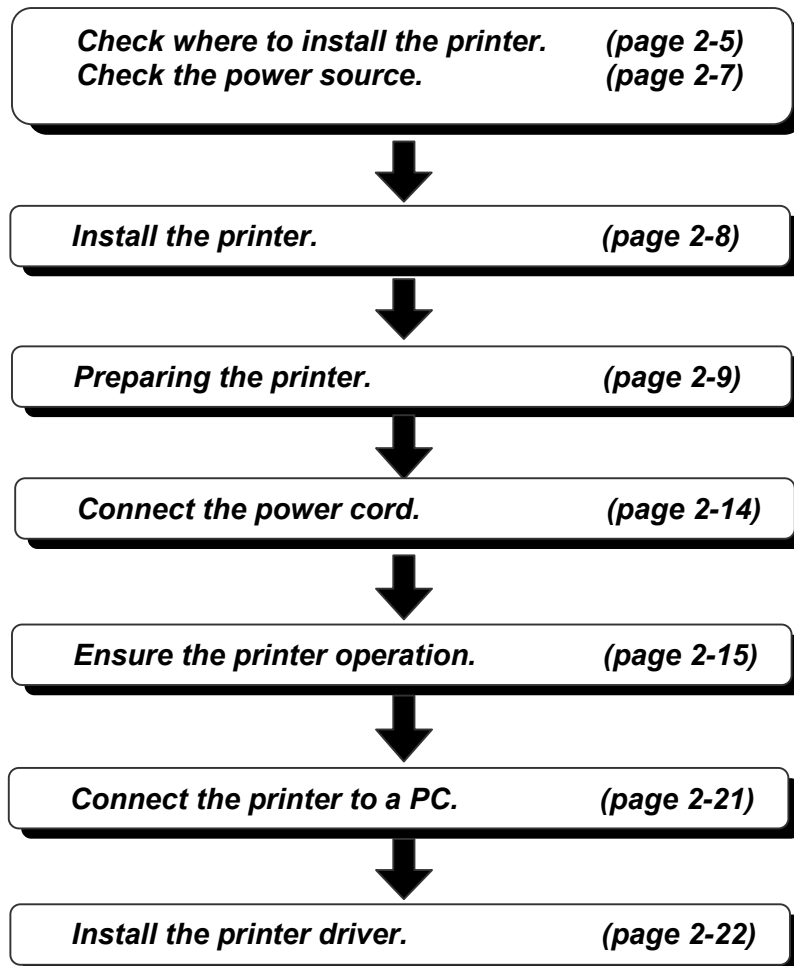 Check where to install the printer. (page 2-5)
Check the power source. (page 2-7)
Install the printer. (page 2-8)
Preparing the printer. (page 2-9)
Connect the power cord. (page 2-14)
Ensure the printer operation. (page 2-15)
Connect the printer to a PC. (page 2-21)
Install the printer driver. (page 2-22)